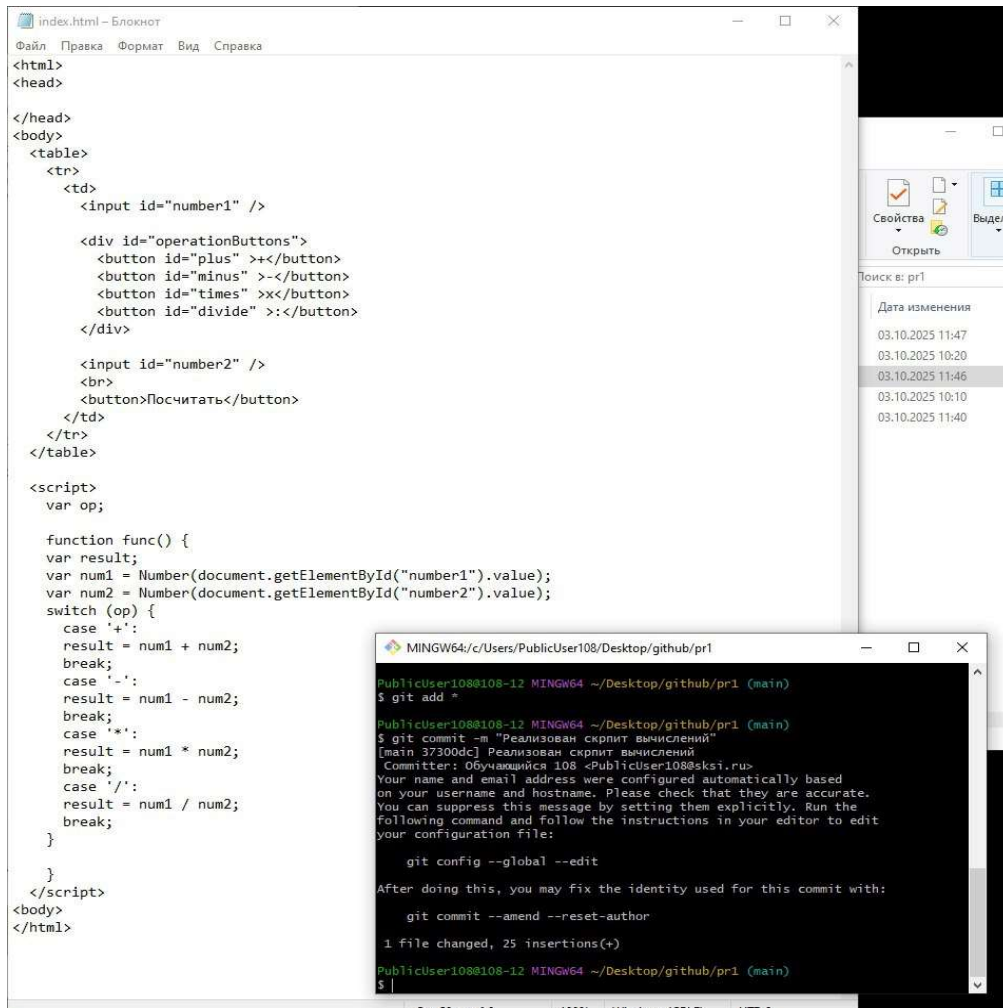 index.html – Блокнот
Файл Правка Формат Вид Справка
<html>
<head>
</head>
<body>
<table>
<tr>
<td>
<input id="number1" />
<div id="operationButtons">
<button id="plus" >+</button>
<button id="minus" >-</button>
<button id="times" >x</button>
<button id="divide" >:</button>
</div>
<input id="number2" />
<br>
<button>Посчитать</button>
</td>
</tr>
</table>
<script>
var op;
function func() {
var result;
var num1 = Number(document.getElementById("number1").value);
var num2 = Number(document.getElementById("number2").value);
switch (op) {
case '+':
result = num1 + num2;
break;
case '-':
result = num1 - num2;
break;
case '*':
result = num1 * num2;
break;
case '/':
result = num1 / num2;
break;
}
}
</script>
<body>
</html>
Свойства
Открыть
Поиск в: pr1
Дата изменения
03.10.2025 11:47
03.10.2025 10:20
03.10.2025 11:46
03.10.2025 10:10
03.10.2025 11:40
MINGW64:/c/Users/PublicUser108/Desktop/github/pr1
PublicUser108@108-12 MINGW64 ~/Desktop/github/pr1 (main)
$ git add *
PublicUser108@108-12 MINGW64 ~/Desktop/github/pr1 (main)
$ git commit -m "Реализован скрпит вычислений"
[main 37300dc] Реализован скрпит вычислений
Committer: Обучающийся 108 <PublicUser108@sksi.ru>
Your name and email address were configured automatically based
on your username and hostname. Please check that they are accurate.
You can suppress this message by setting them explicitly. Run the
following command and follow the instructions in your editor to edit
your configuration file:
git config --global --edit
After doing this, you may fix the identity used for this commit with:
git commit --amend --reset-author
1 file changed, 25 insertions(+)
PublicUser108@108-12 MINGW64 ~/Desktop/github/pr1 (main)
$